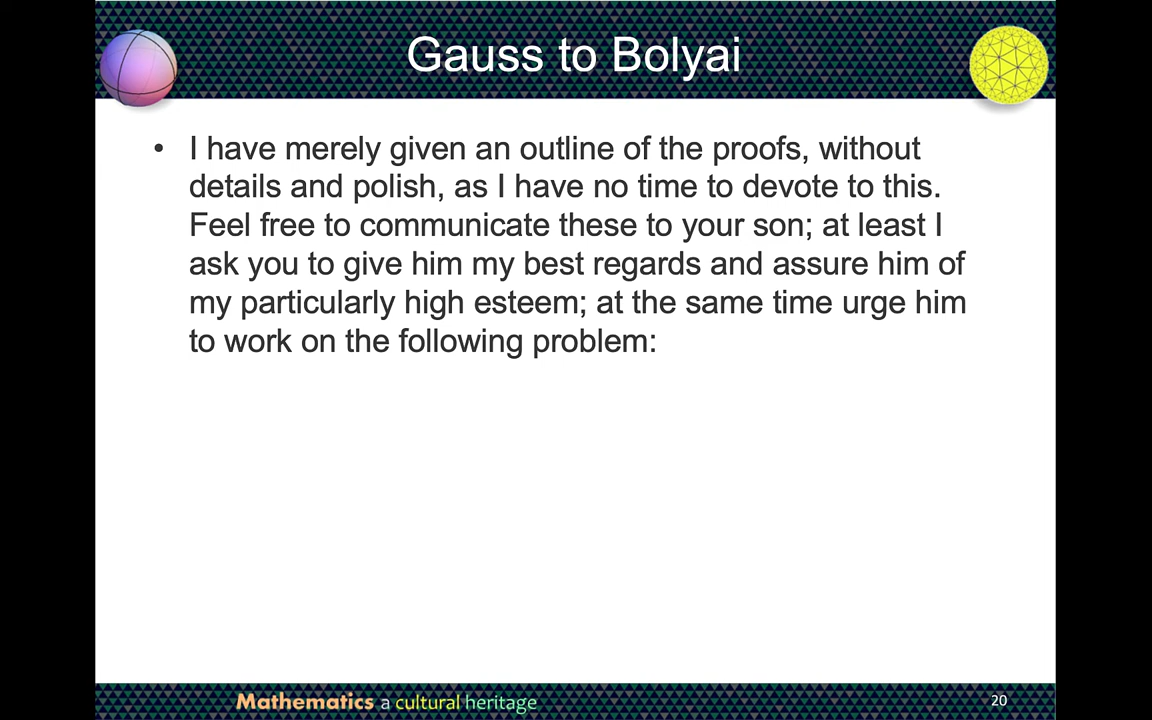 Gauss to Bolyai
• I have merely given an outline of the proofs, without
details and polish, as I have no time to devote to this.
Feel free to communicate these to your son; at least I
ask you to give him my best regards and assure him of
my particularly high esteem; at the same time urge him
to work on the following problem:
Mathematics a cultural heritage
20